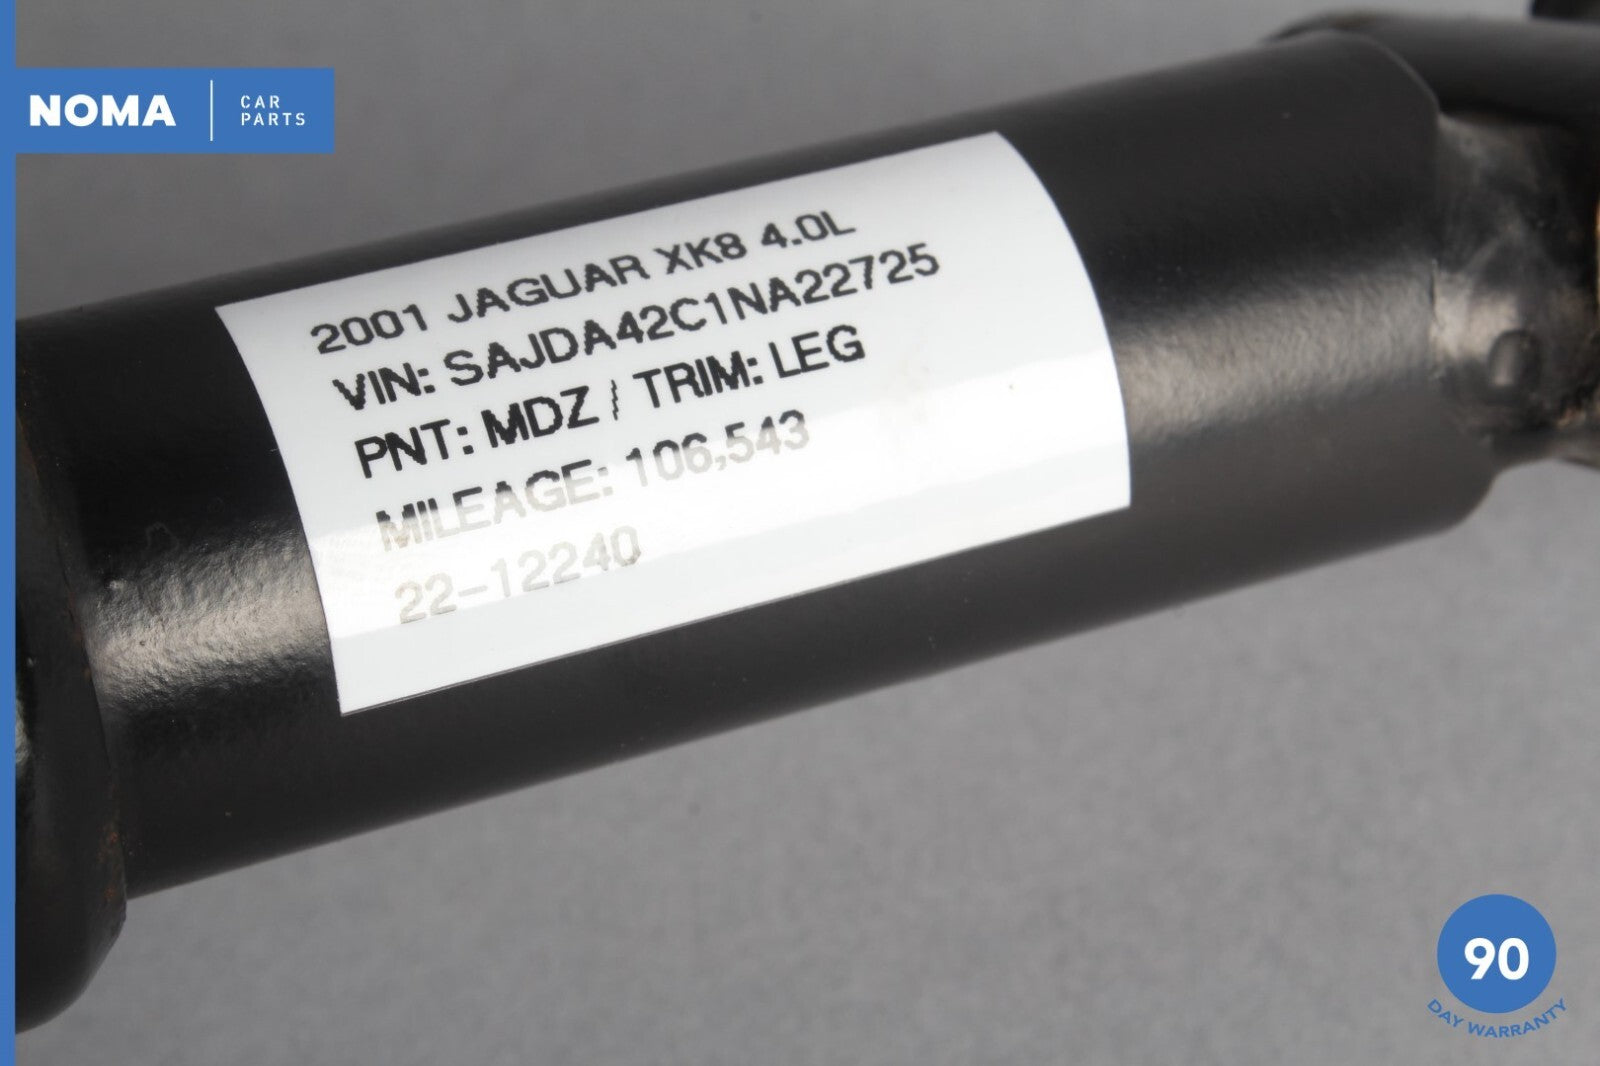 NOMA
CAR
PARTS
2001 JAGUAR XK8 4.0L
VIN: SAJDA42C1NA22725
PNT: MDZ / TRIM: LEG
MILEAGE: 106,543
22-12240
90
DAY WARRANTY